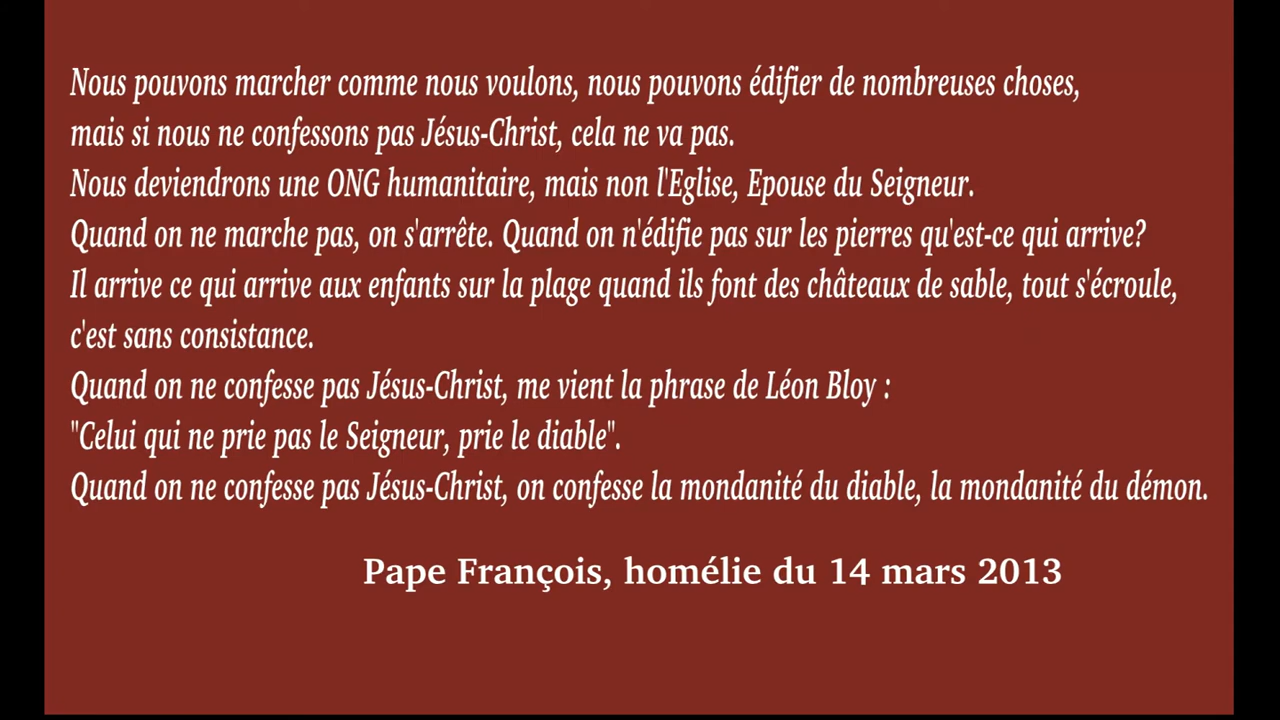 Nous pouvons marcher comme nous voulons, nous pouvons édifier de nombreuses choses,
mais si nous ne confessons pas Jésus-Christ, cela ne va pas.
Nous deviendrons une ONG humanitaire, mais non l'Eglise, Epouse du Seigneur.
Quand on ne marche pas, on s'arrête. Quand on n'édifie pas sur les pierres qu'est-ce qui arrive?
Il arrive ce qui arrive aux enfants sur la plage quand ils font des châteaux de sable, tout s'écroule,
c'est sans consistance.
Quand on ne confesse pas Jésus-Christ, me vient la phrase de Léon Bloy :
"Celui qui ne prie pas le Seigneur, prie le diable".
Quand on ne confesse pas Jésus-Christ, on confesse la mondanité du diable, la mondanité du démon.
Pape François, homélie du 14 mars 2013